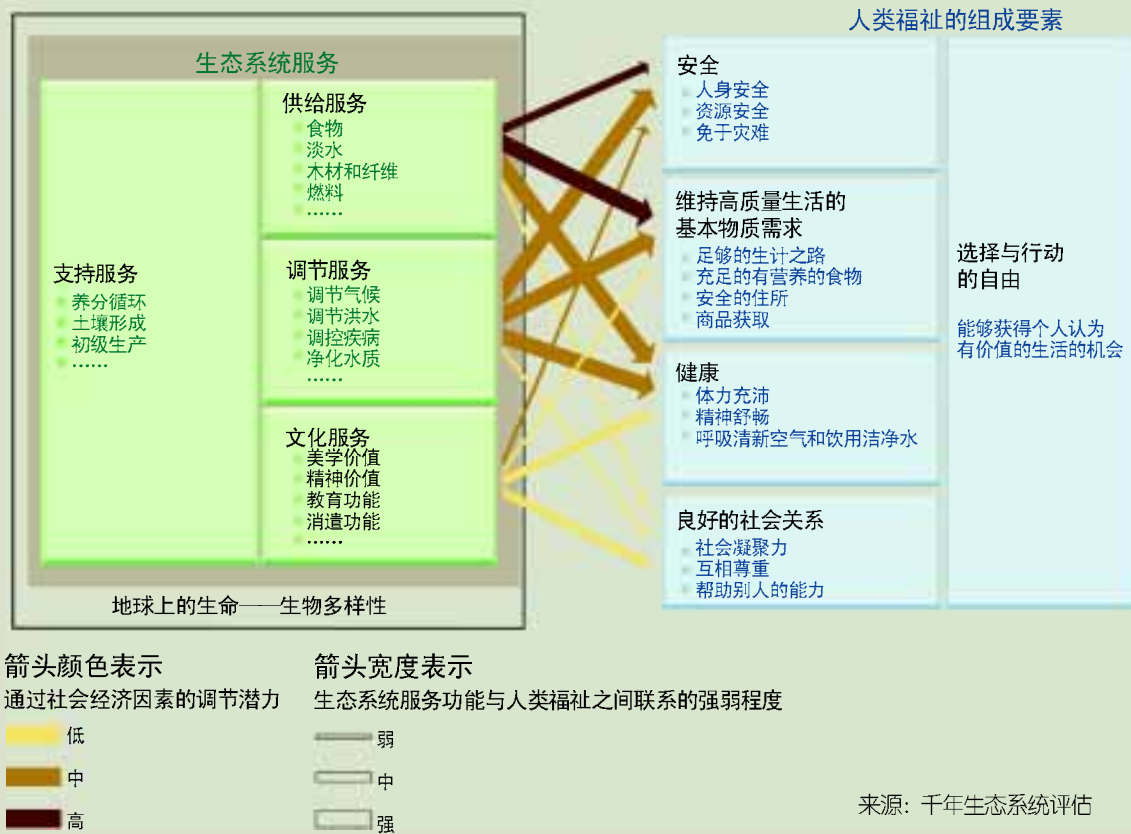 人类福祉的组成要素
生态系统服务
支持服务
养分循环
土壤形成
初级生产
……
供给服务
食物
淡水
木材和纤维
燃料
……
调节服务
调节气候
调节洪水
调控疾病
净化水质
……
文化服务
美学价值
精神价值
教育功能
消遣功能
……
地球上的生命——生物多样性
安全
人身安全
资源安全
免于灾难
维持高质量生活的
基本物质需求
足够的生计之路
充足的有营养的食物
安全的住所
商品获取
健康
体力充沛
精神舒畅
呼吸清新空气和饮用洁净水
良好的社会关系
社会凝聚力
互相尊重
帮助别人的能力
选择与行动
的自由
能够获得个人认为
有价值的生活的机会
箭头颜色表示
通过社会经济因素的调节潜力
低
中
高
箭头宽度表示
生态系统服务功能与人类福祉之间联系的强弱程度
弱
中
强
来源：千年生态系统评估